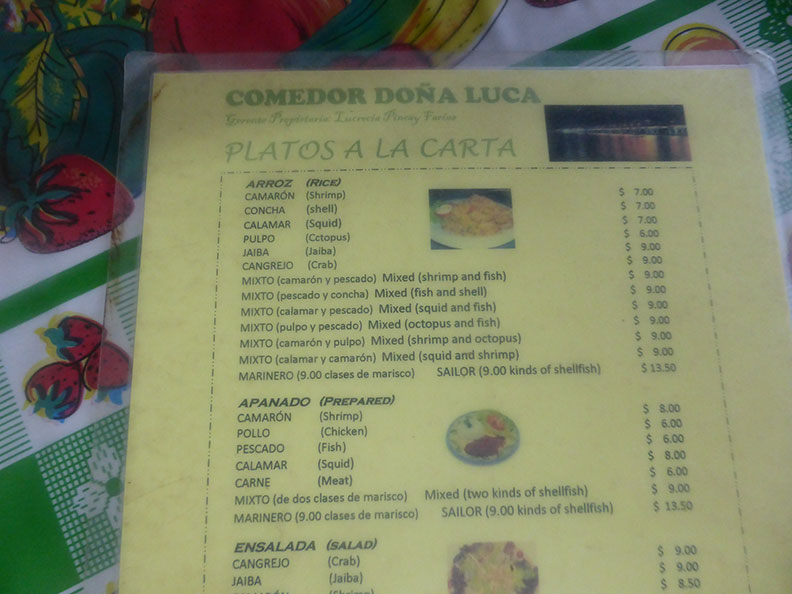 COMEDOR DOÑA LUCA
Gerente Propietaria: Lucrecia Pincay
PLATOS A LA CARTA
ARROZ (RICE)
CAMARÓN (Shrimp) $ 7.00
CONCHA (shell) $ 7.00
CALAMAR (Squid) $ 7.00
PULPO (Cctopus) $ 6.00
JAIBA (Jaiba) $ 9.00
CANGREJO (Crab) $ 9.00
MIXTO (camarón y pescado) Mixed (shrimp and fish) $ 9.00
MIXTO (pescado y concha) Mixed (fish and shell) $ 9.00
MIXTO (calamar y pescado) Mixed (squid and fish) $ 9.00
MIXTO (pulpo y pescado) Mixed (octopus and fish) $ 9.00
MIXTO (camarón y pulpo) Mixed (shrimp and octopus) $ 9.00
MIXTO (calamar y camarón) Mixed (squid and shrimp) $ 9.00
MARINERO (9.00 clases de marisco) SAILOR (9.00 kinds of shellfish) $ 13.50
APANADO (PREPARED)
CAMARÓN (Shrimp) $ 8.00
POLLO (Chicken) $ 6.00
PESCADO (Fish) $ 6.00
CALAMAR (Squid) $ 8.00
CARNE (Meat) $ 6.00
MIXTO (de dos clases de marisco) Mixed (two kinds of shellfish) $ 9.00
MARINERO (9.00 clases de marisco) SAILOR (9.00 kinds of shellfish) $ 13.50
ENSALADA (SALAD)
CANGREJO (Crab) $ 9.00
JAIBA (Jaiba) $ 9.00
(Shrimp) $ 8.50